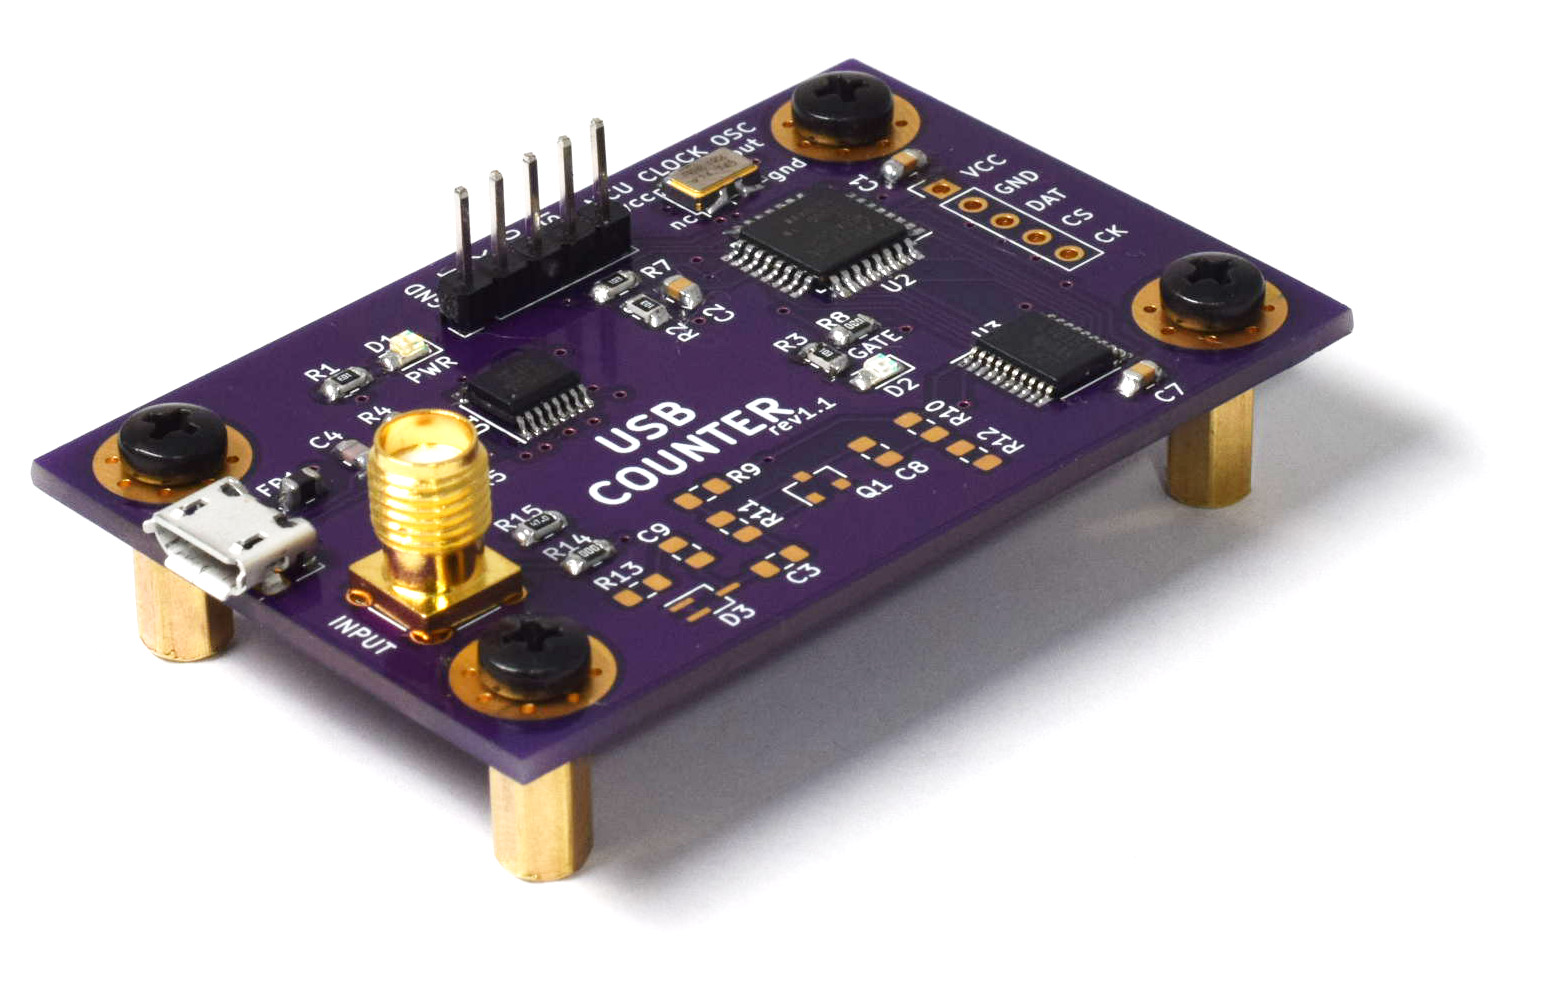 CLOCK OSC
out
gnd
nc
C1
VCC
GND
DAT
CS
CK
U2
R7
C2
R2
GND
D1
PWR
R1
R4
C4
R8
R3
GATE
D2
U3
C7
USB
COUNTER
rev1.1
R10
R12
C8
Q1
R9
R11
C9
C3
R15
R14
R13
D3
INPUT